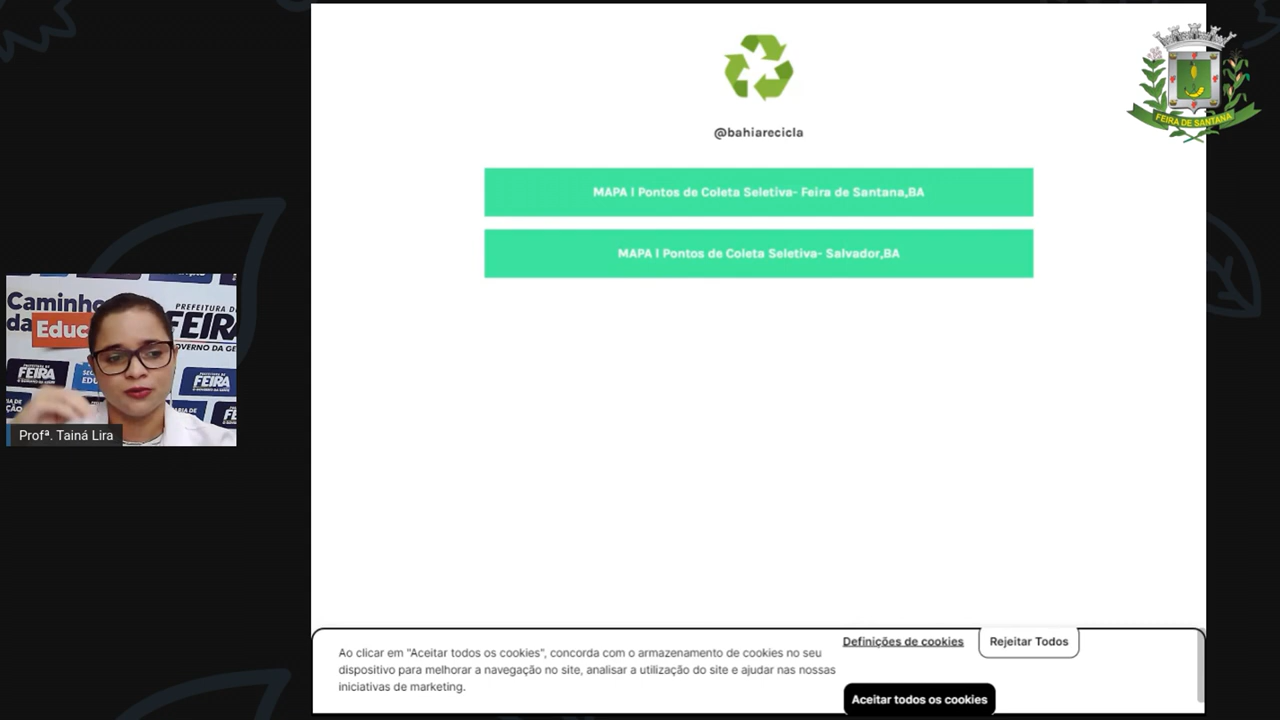 @bahiarecicla
MAPA | Pontos de Coleta Seletiva- Feira de Santana,BA
MAPA | Pontos de Coleta Seletiva- Salvador,BA
FEIRA DE SANTANA
Caminho
da Educ
PREFEITURA D
FEIRA
OVERNO DA GE
FEIRA
FEIRA
Profª. Tainá Lira
Ao clicar em "Aceitar todos os cookies", concorda com o armazenamento de cookies no seu
dispositivo para melhorar a navegação no site, analisar a utilização do site e ajudar nas nossas
iniciativas de marketing.
Definições de cookies
Rejeitar Todos
Aceitar todos os cookies